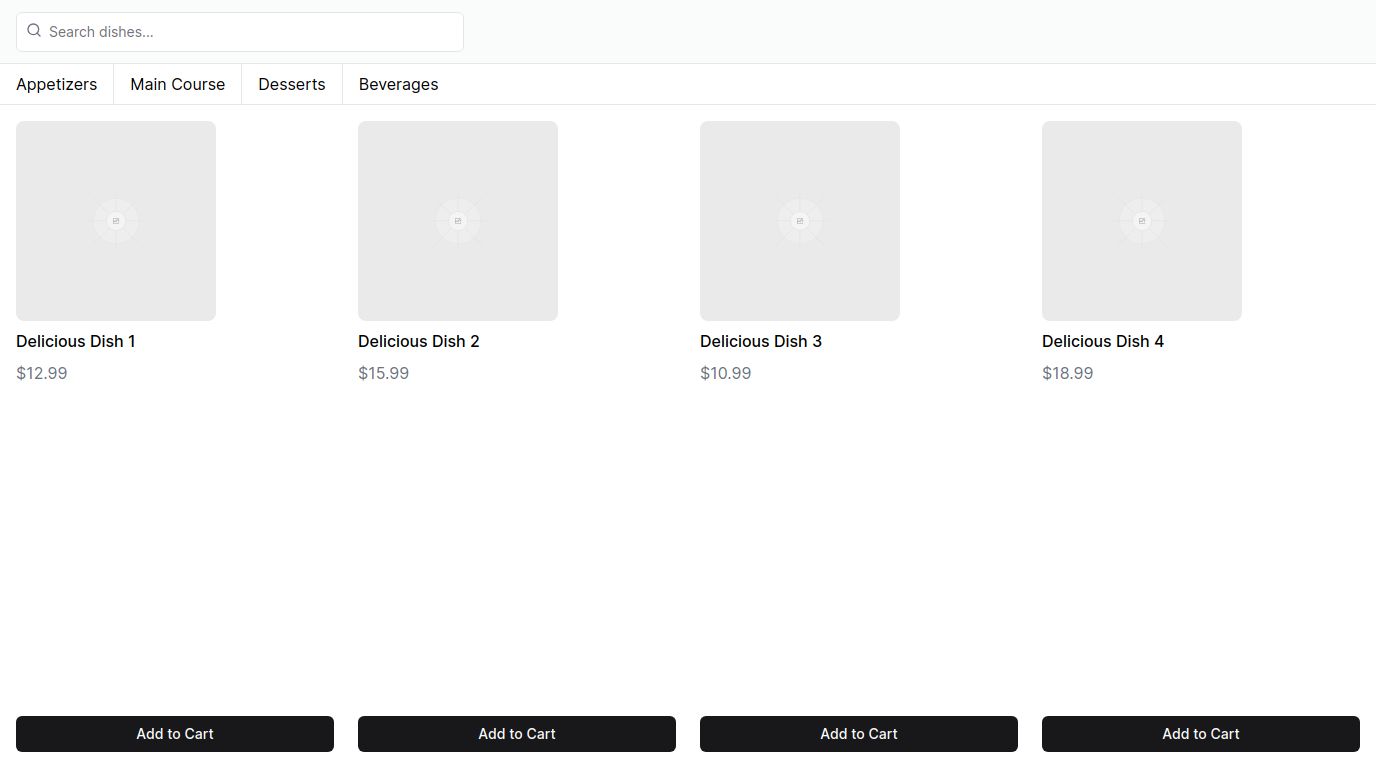 Search dishes...
Appetizers
Main Course
Desserts
Beverages
Delicious Dish 1
$12.99
Add to Cart
Delicious Dish 2
$15.99
Add to Cart
Delicious Dish 3
$10.99
Add to Cart
Delicious Dish 4
$18.99
Add to Cart